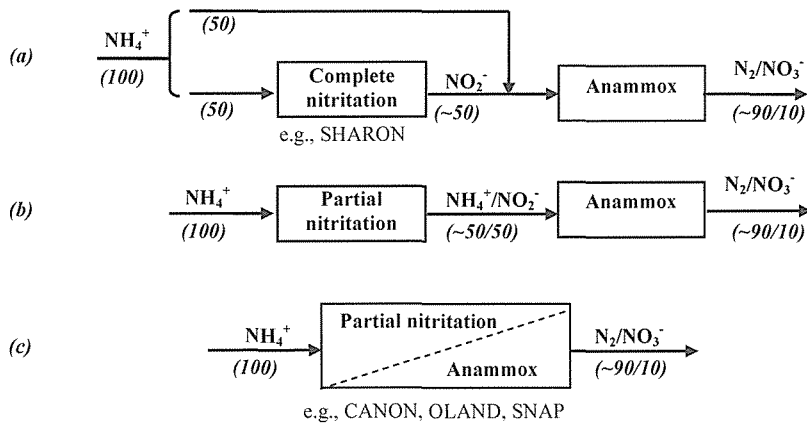 (50)
NH₄⁺
(a)
(100)
(50)
Complete
nitritation
e.g., SHARON
NO₂⁻
(~50)
Anammox
N₂/NO₃⁻
(~90/10)
(b)
NH₄⁺
(100)
Partial
nitritation
NH₄⁺/NO₂⁻
(~50/50)
Anammox
N₂/NO₃⁻
(~90/10)
(c)
NH₄⁺
(100)
Partial nitritation
Anammox
N₂/NO₃⁻
(~90/10)
e.g., CANON, OLAND, SNAP